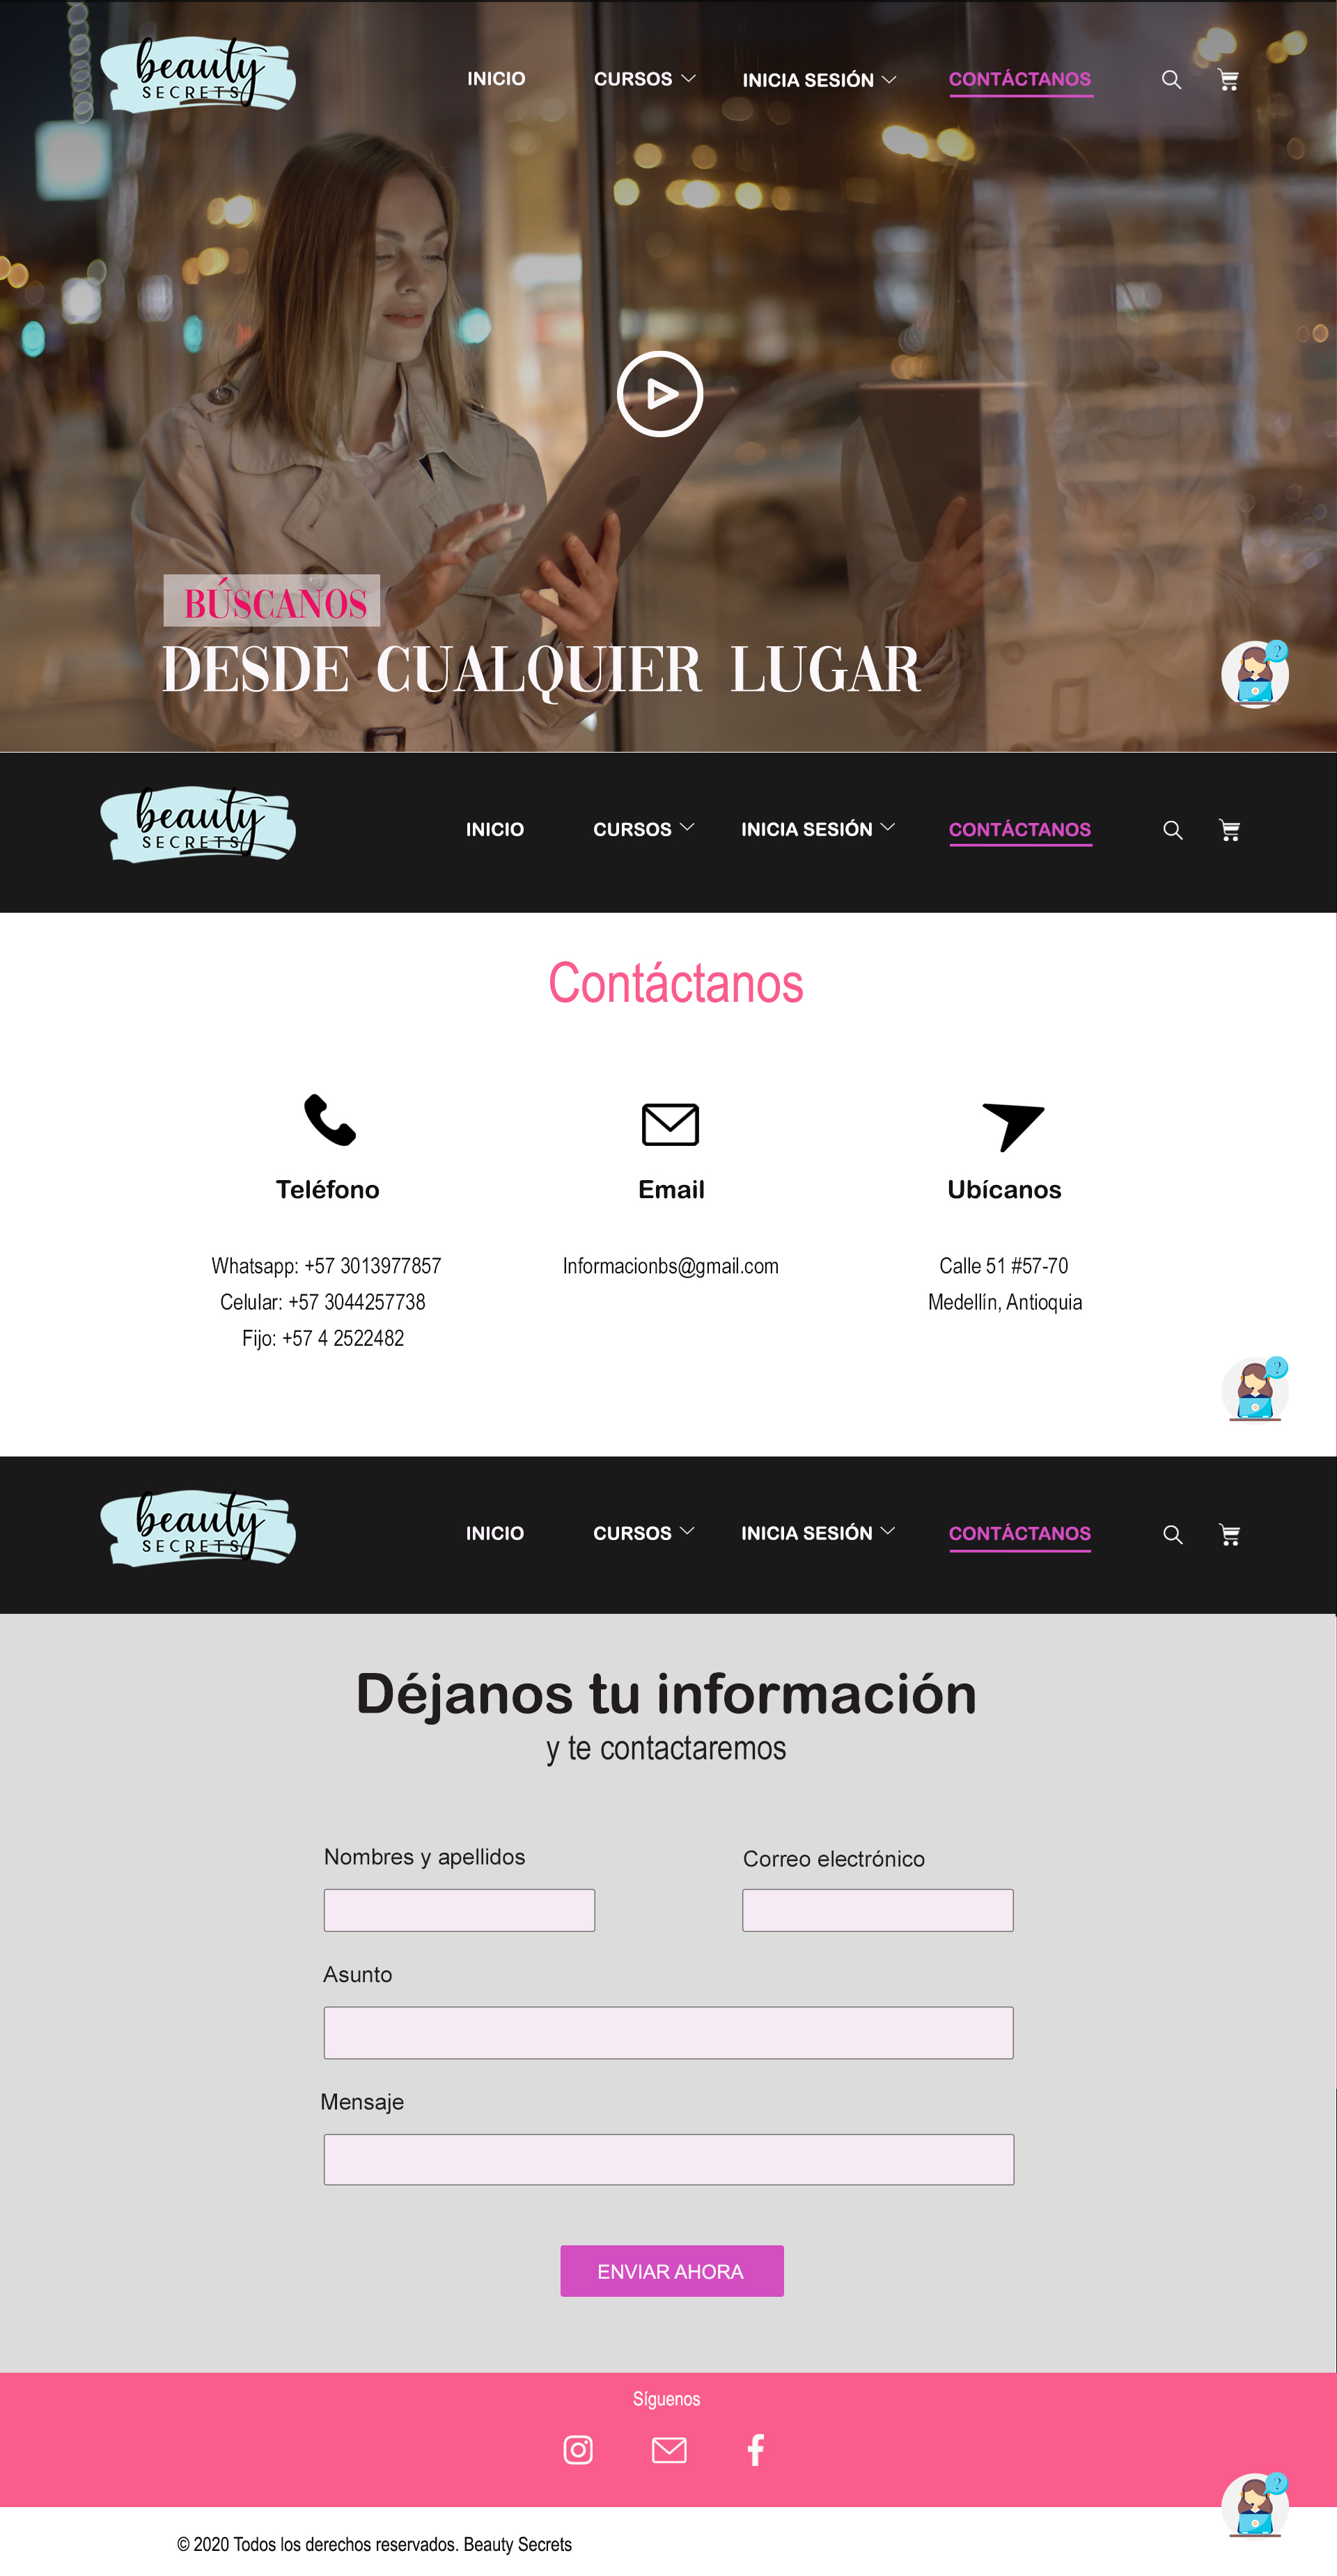 beauty
SECRETS
INICIO CURSOS INICIA SESIÓN CONTÁCTANOS
BÚSCANOS
DESDE CUALQUIER LUGAR
?
beauty
SECRETS
INICIO CURSOS INICIA SESIÓN CONTÁCTANOS
Contáctanos
Teléfono
Whatsapp: +57 3013977857
Celular: +57 3044257738
Fijo: +57 4 2522482
Email
Informacionbs@gmail.com
Ubícanos
Calle 51 #57-70
Medellín, Antioquia
?
beauty
SECRETS
INICIO CURSOS INICIA SESIÓN CONTÁCTANOS
Déjanos tu información
y te contactaremos
Nombres y apellidos
Correo electrónico
Asunto
Mensaje
ENVIAR AHORA
Síguenos
?
© 2020 Todos los derechos reservados. Beauty Secrets